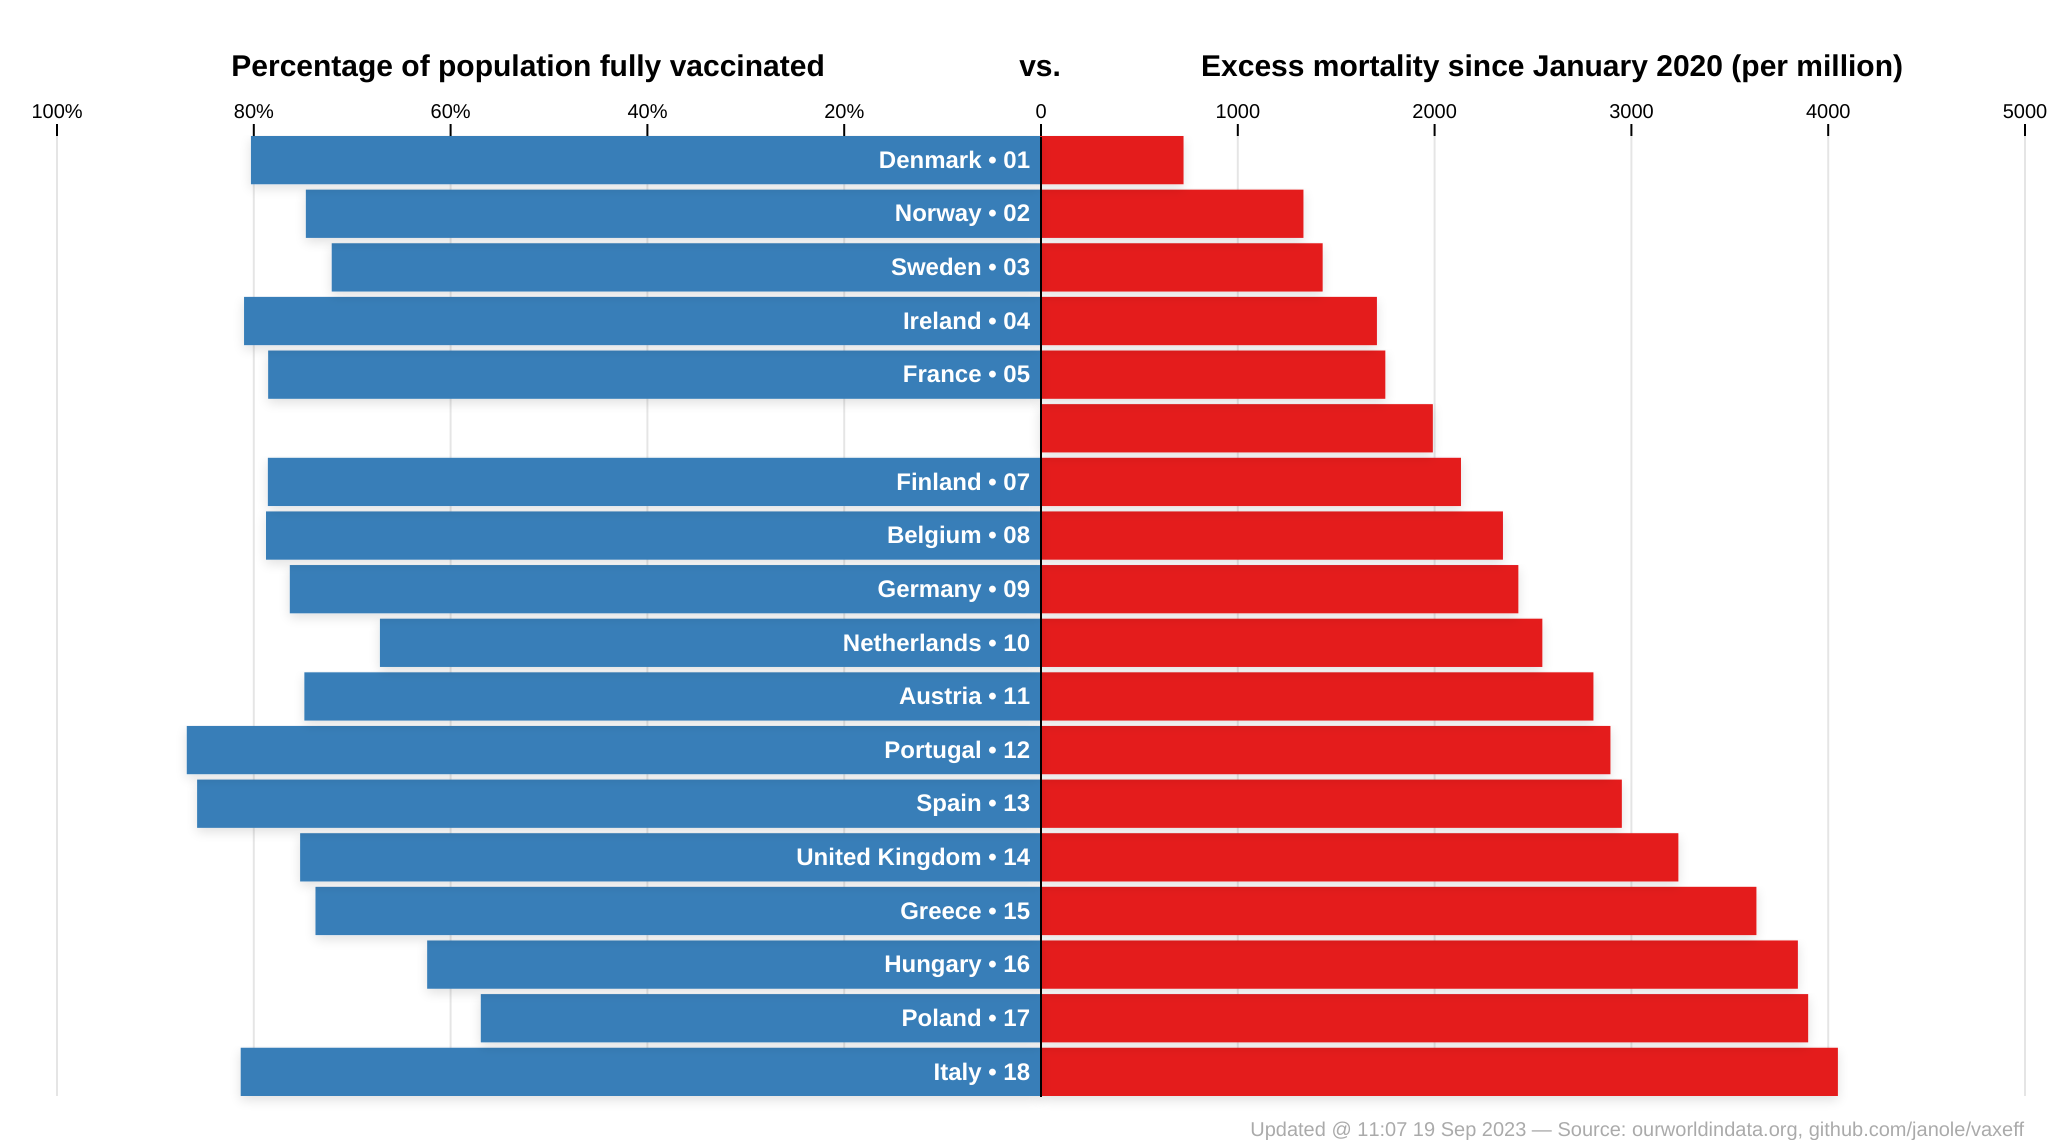 Percentage of population fully vaccinated vs. Excess mortality since January 2020 (per million)
100% 80% 60% 40% 20% 0 1000 2000 3000 4000 5000
Denmark • 01
Norway • 02
Sweden • 03
Ireland • 04
France • 05
Finland • 07
Belgium • 08
Germany • 09
Netherlands • 10
Austria • 11
Portugal • 12
Spain • 13
United Kingdom • 14
Greece • 15
Hungary • 16
Poland • 17
Italy • 18
Updated @ 11:07 19 Sep 2023 — Source: ourworldindata.org, github.com/janole/vaxeff